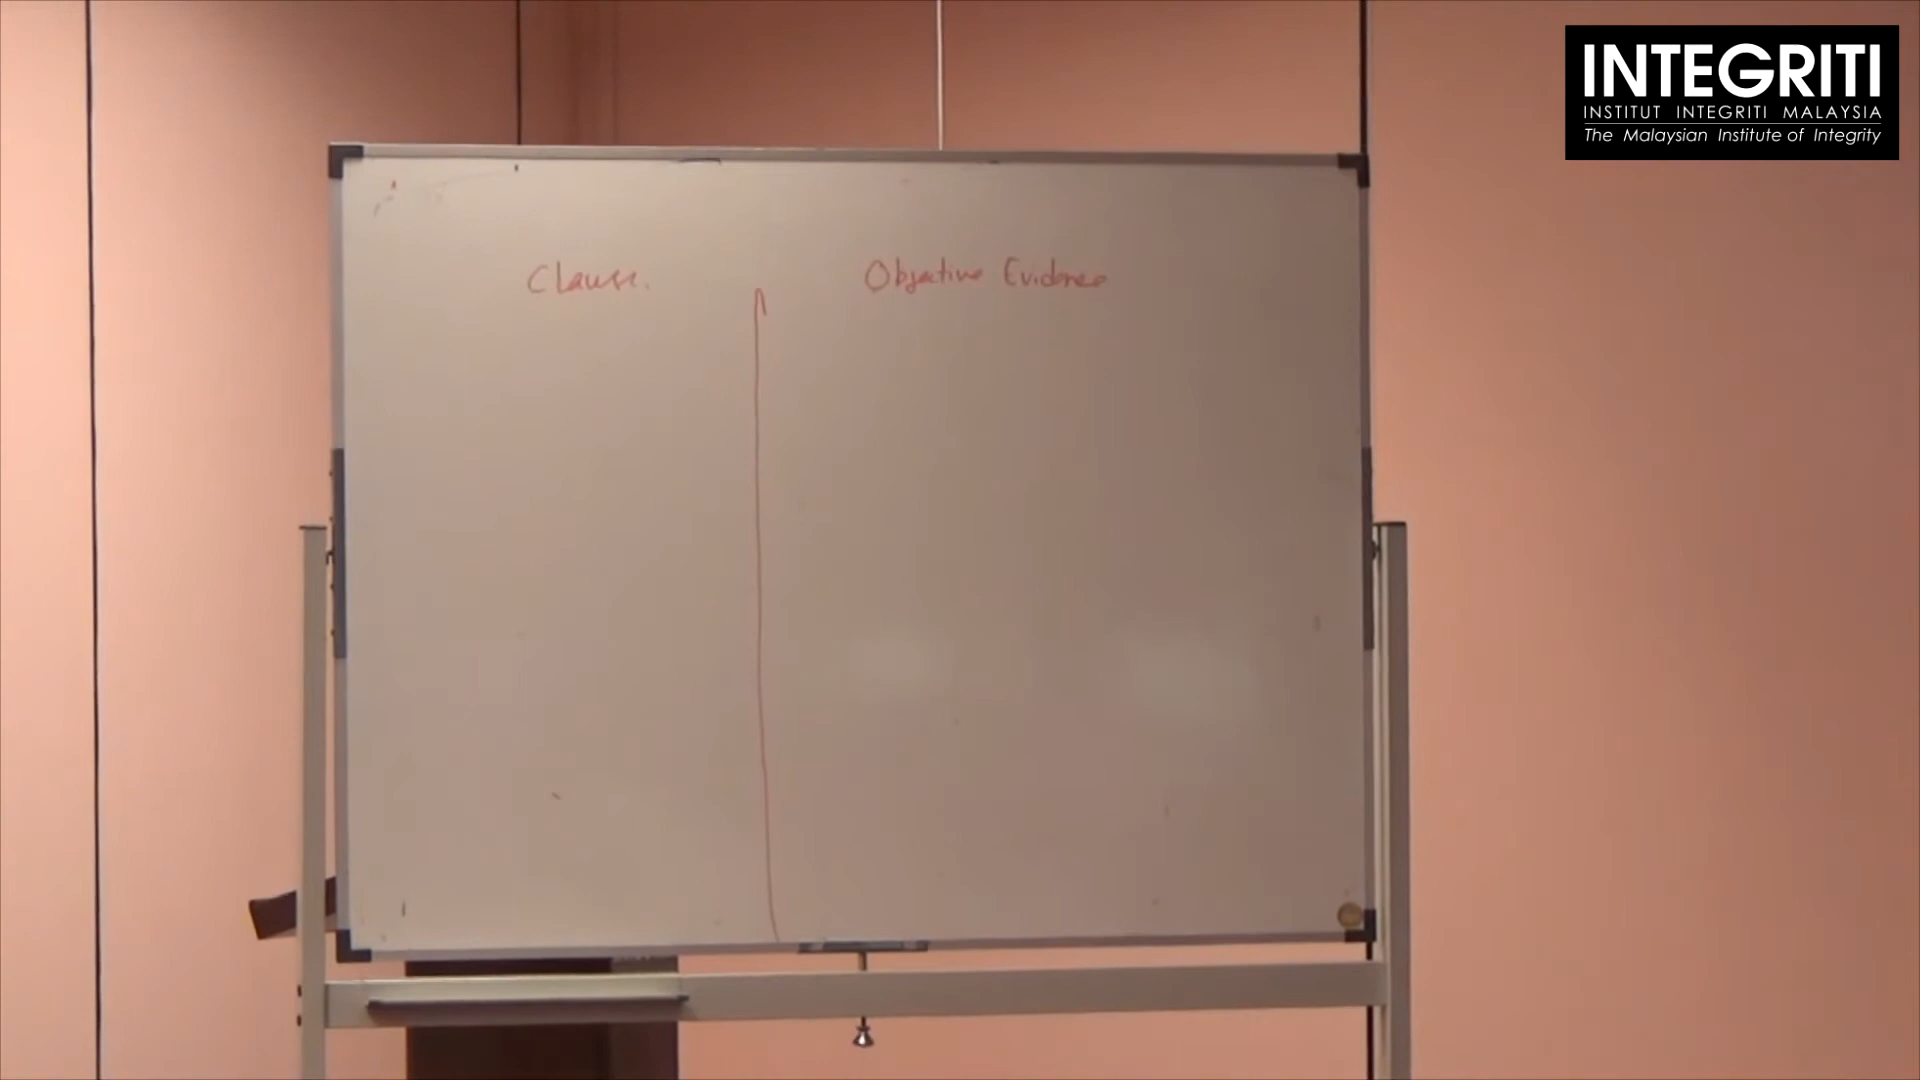 INTEGRITI
INSTITUT INTEGRITI MALAYSIA
The Malaysian Institute of Integrity
Clause. Objective Evidence